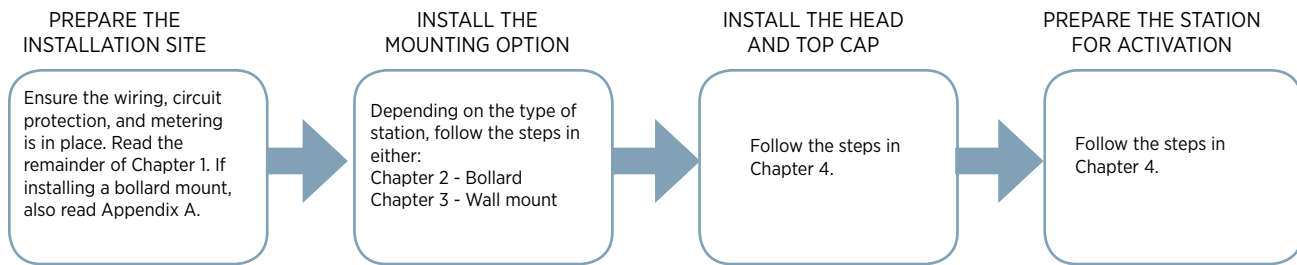 PREPARE THE
INSTALLATION SITE
Ensure the wiring, circuit
protection, and metering
is in place. Read the
remainder of Chapter 1. If
installing a bollard mount,
also read Appendix A.
INSTALL THE
MOUNTING OPTION
Depending on the type of
station, follow the steps in
either:
Chapter 2 - Bollard
Chapter 3 - Wall mount
INSTALL THE HEAD
AND TOP CAP
Follow the steps in
Chapter 4.
PREPARE THE STATION
FOR ACTIVATION
Follow the steps in
Chapter 4.